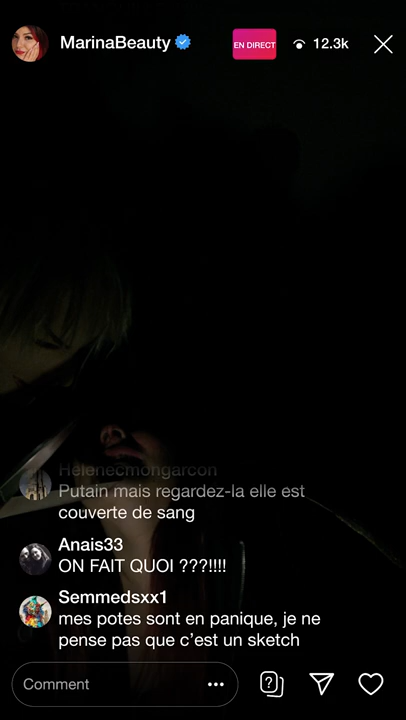 MarinaBeauty
EN DIRECT
12.3k
Helenecmongarcon
Putain mais regardez-la elle est
couverte de sang
Anais33
ON FAIT QUOI ???!!!!
Semmedsxx1
mes potes sont en panique, je ne
pense pas que c’est un sketch
Comment